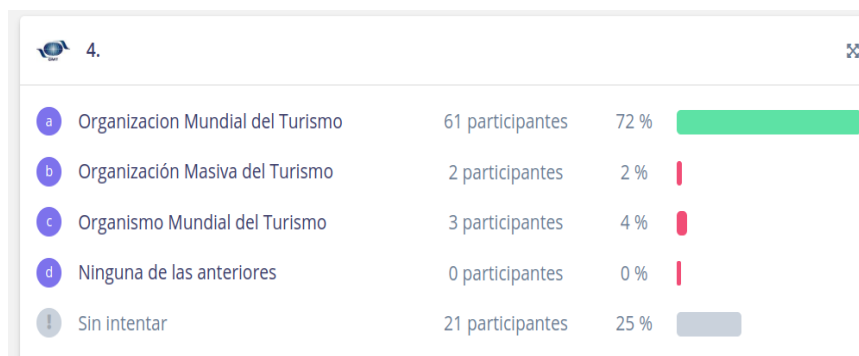 4.
a Organizacion Mundial del Turismo 61 participantes 72 %
b Organización Masiva del Turismo 2 participantes 2 %
c Organismo Mundial del Turismo 3 participantes 4 %
d Ninguna de las anteriores 0 participantes 0 %
! Sin intentar 21 participantes 25 %